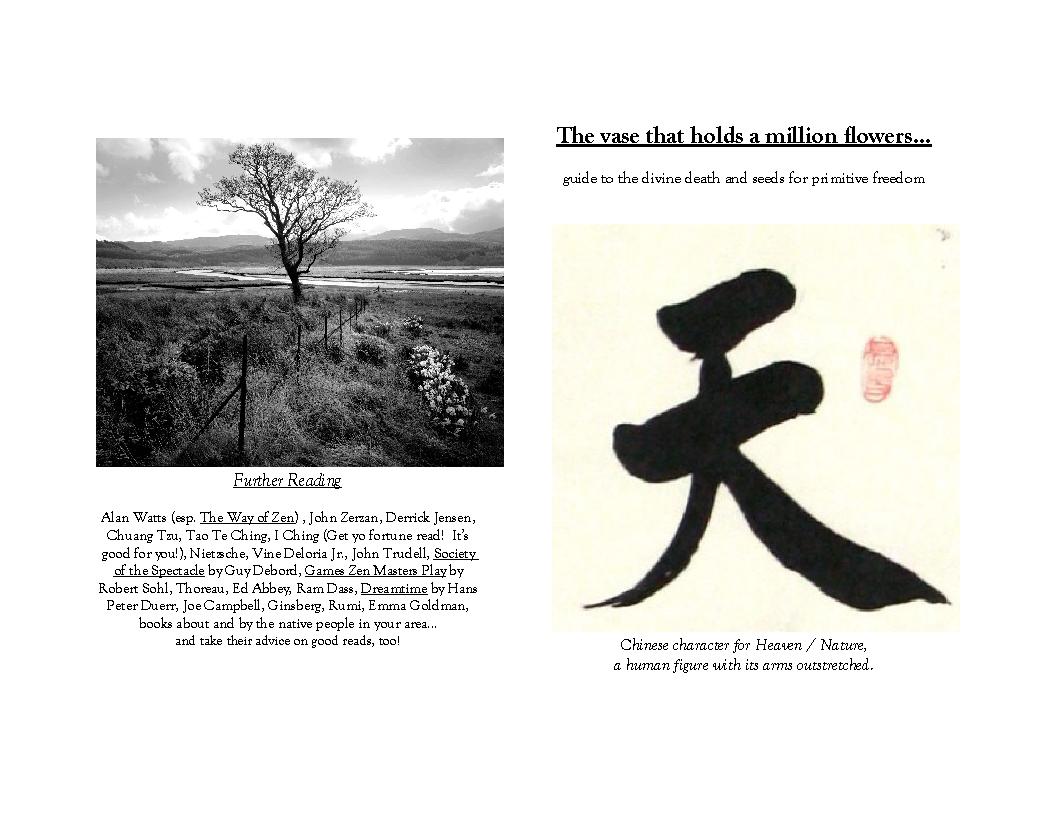 Further Reading
Alan Watts (esp. The Way of Zen) , John Zerzan, Derrick Jensen,
Chuang Tzu, Tao Te Ching, I Ching (Get yo fortune read!  It's
good for you!), Nietzsche, Vine Deloria Jr., John Trudell, Society
of the Spectacle by Guy Debord, Games Zen Masters Play by
Robert Sohl, Thoreau, Ed Abbey, Ram Dass, Dreamtime by Hans
Peter Duerr, Joe Campbell, Ginsberg, Rumi, Emma Goldman,
books about and by the native people in your area...
and take their advice on good reads, too!
The vase that holds a million flowers...
guide to the divine death and seeds for primitive freedom
天
Chinese character for Heaven / Nature,
a human figure with its arms outstretched.